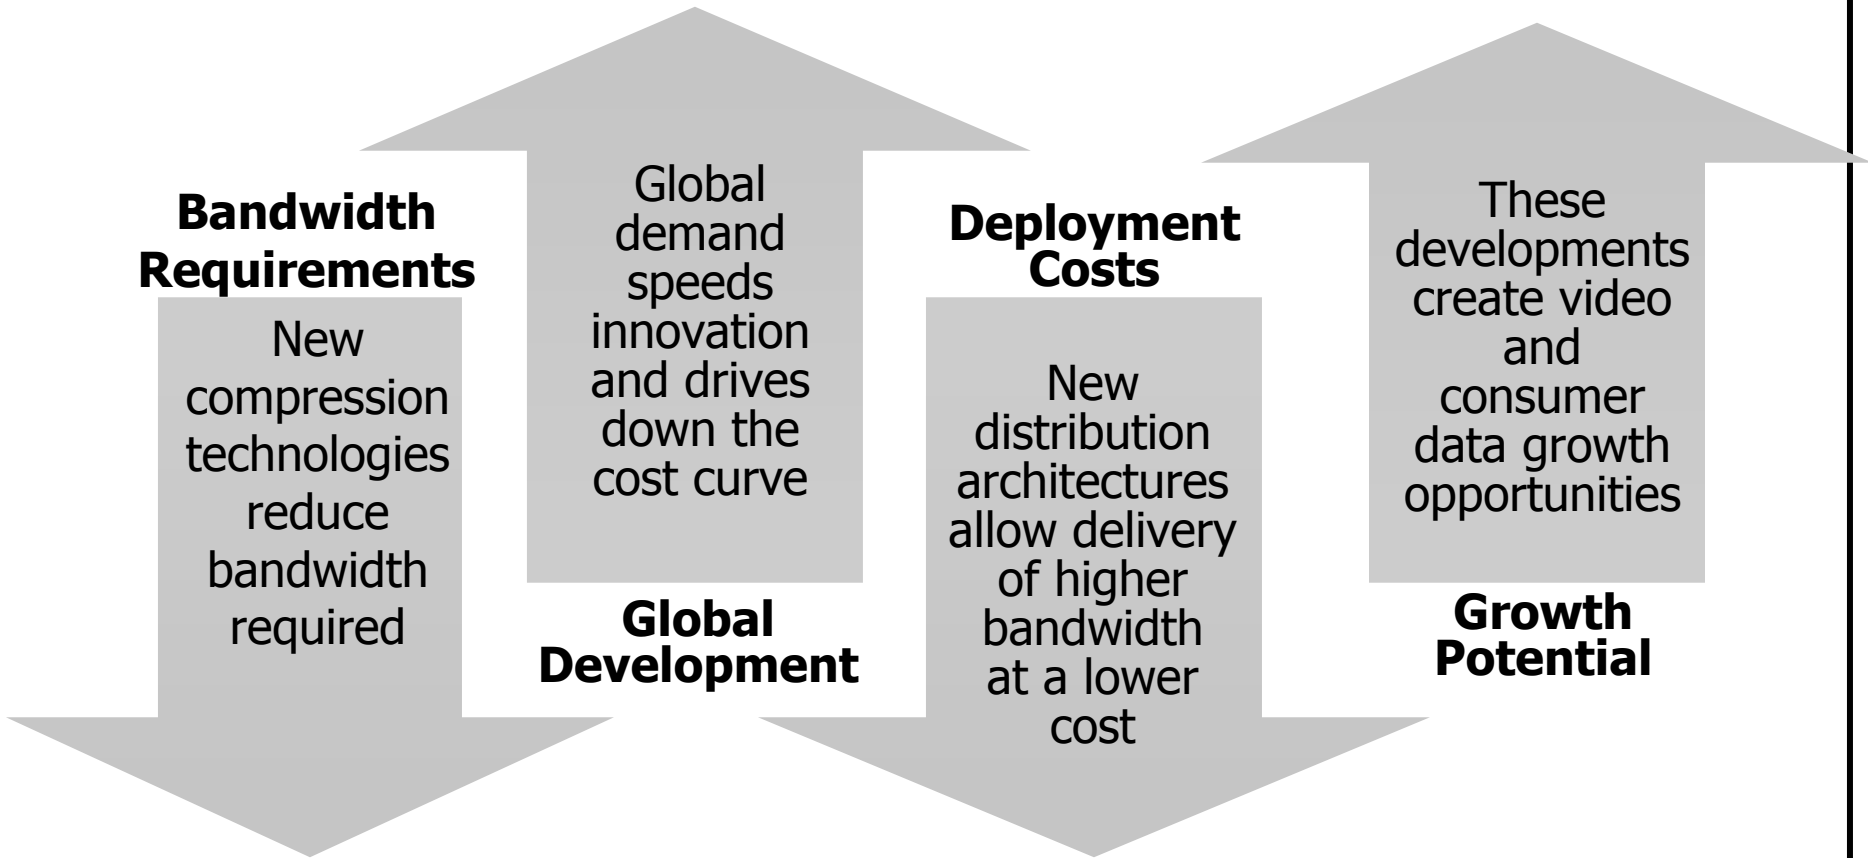 Bandwidth
Requirements
New
compression
technologies
reduce
bandwidth
required
Global
demand
speeds
innovation
and drives
down the
cost curve
Global
Development
Deployment
Costs
New
distribution
architectures
allow delivery
of higher
bandwidth
at a lower
cost
These
developments
create video
and
consumer
data growth
opportunities
Growth
Potential